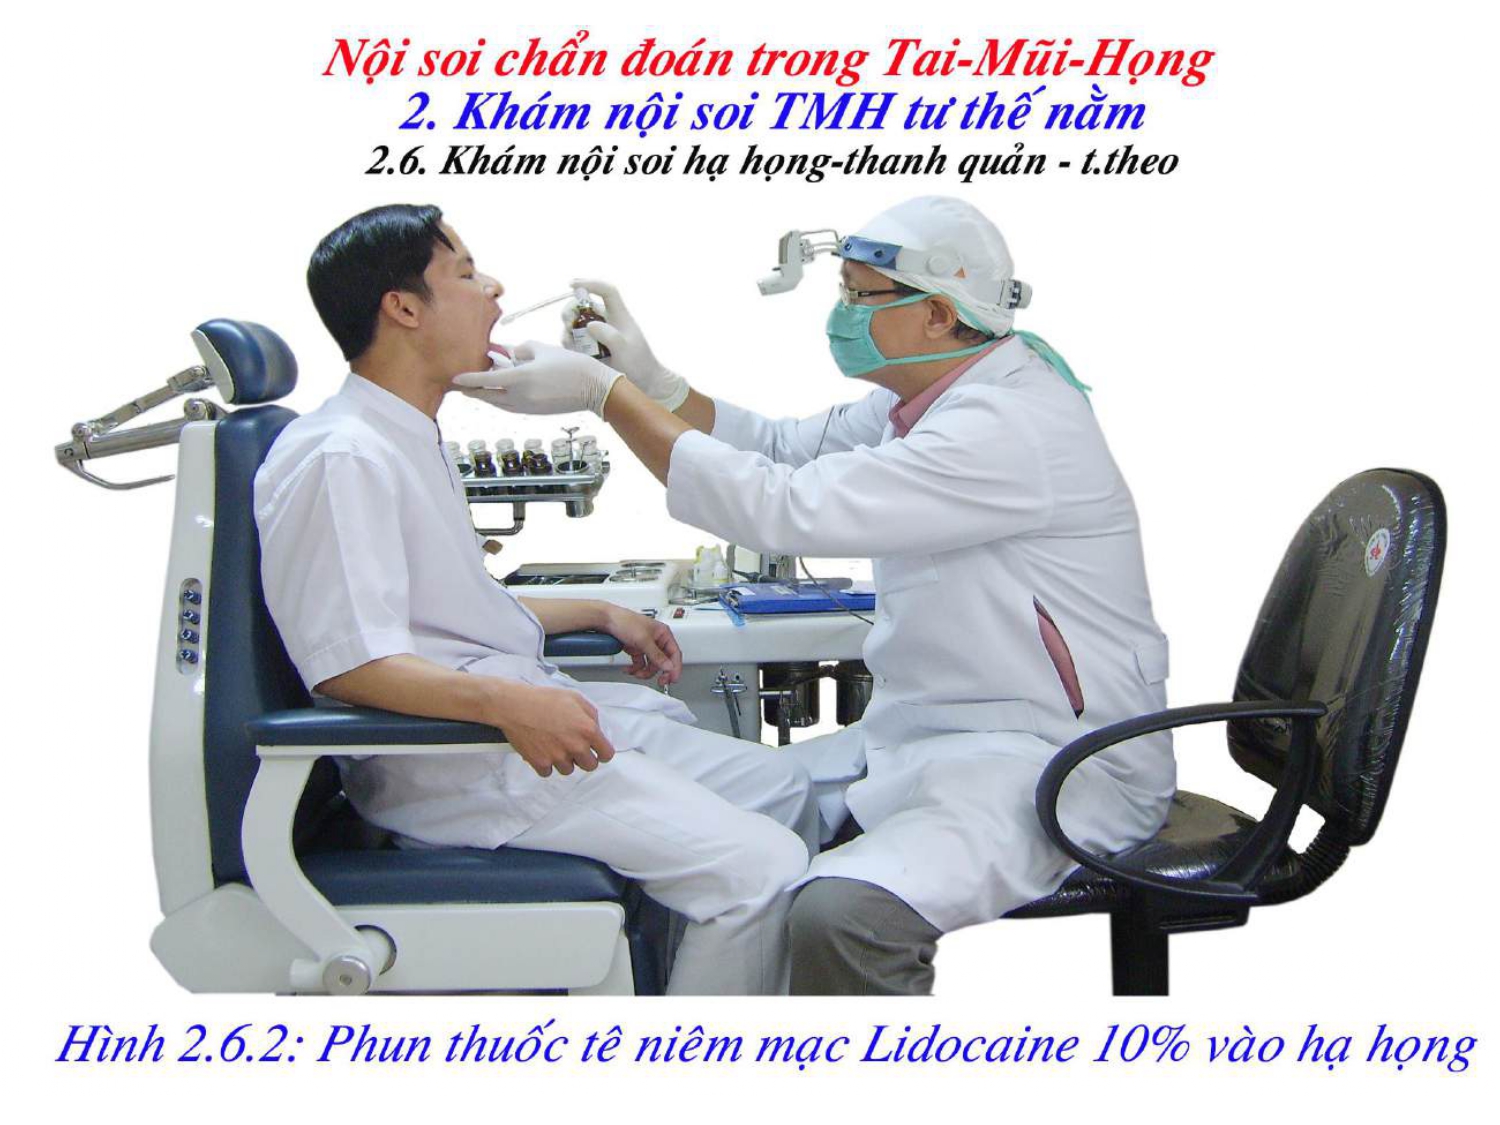 Nội soi chẩn đoán trong Tai-Mũi-Họng
2. Khám nội soi TMH tư thế nằm
2.6. Khám nội soi hạ họng-thanh quản - t.theo
Hình 2.6.2: Phun thuốc tê niêm mạc Lidocaine 10% vào hạ họng